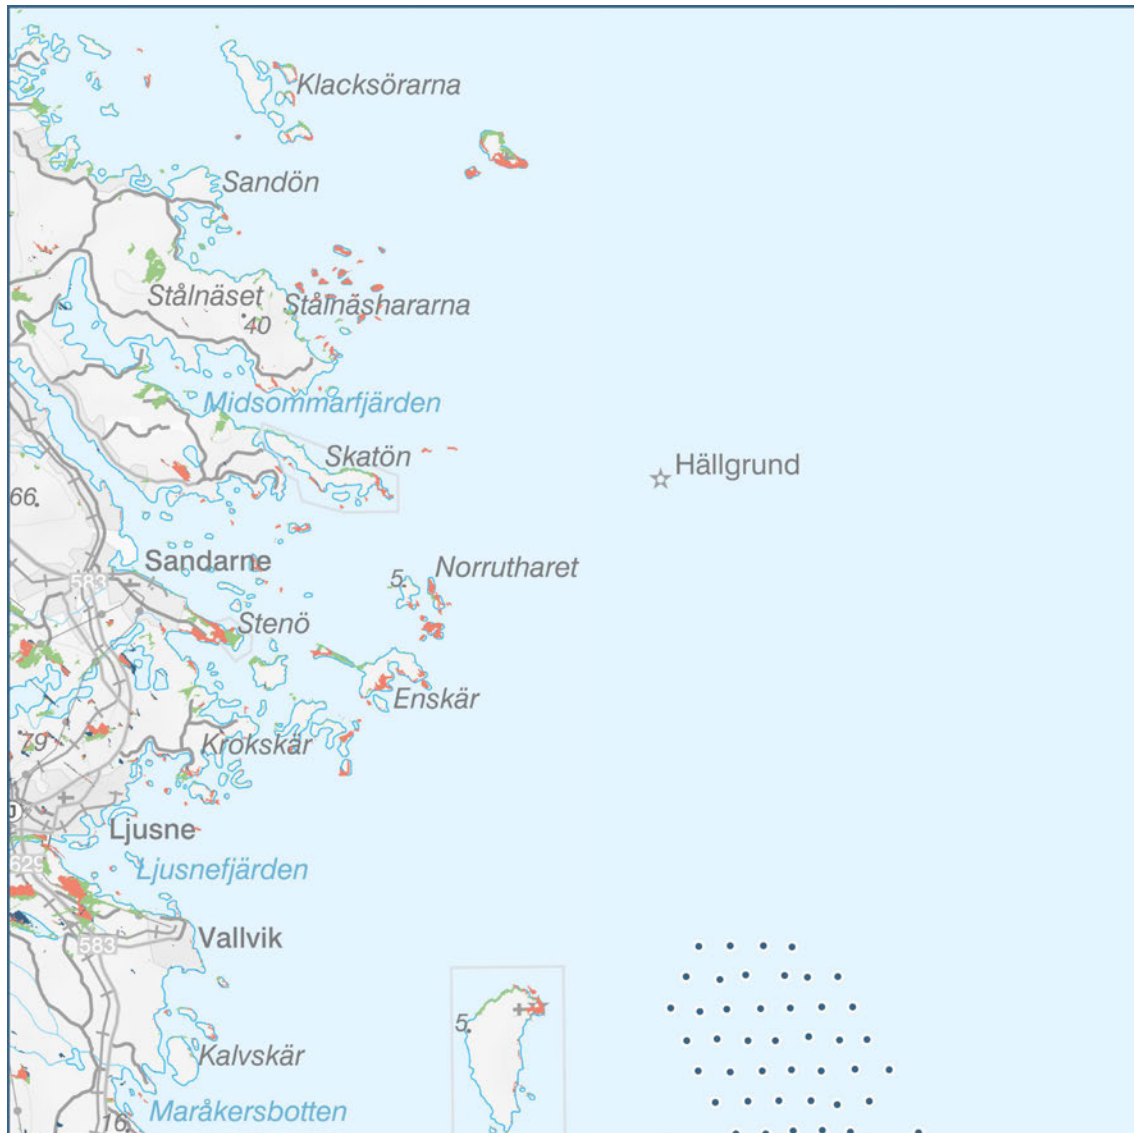 Klacksörarna
Sandön
Stålnäset
Stålnäshararna
40
Midsommarfjärden
Skatön
Hällgrund
66
Sandarne
5
Norrutharet
583
Stenö
Enskär
79
Krokskär
Ljusne
629
Ljusnefjärden
Vallvik
583
5
Kalvskär
Maråkersbotten
16